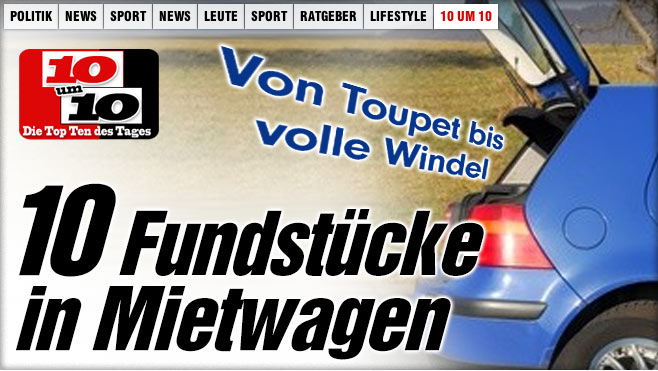 POLITIK NEWS SPORT NEWS LEUTE SPORT RATGEBER LIFESTYLE 10 UM 10
10
um
10
Die Top Ten des Tages
Von Toupet bis
volle Windel
10 Fundstücke
in Mietwagen